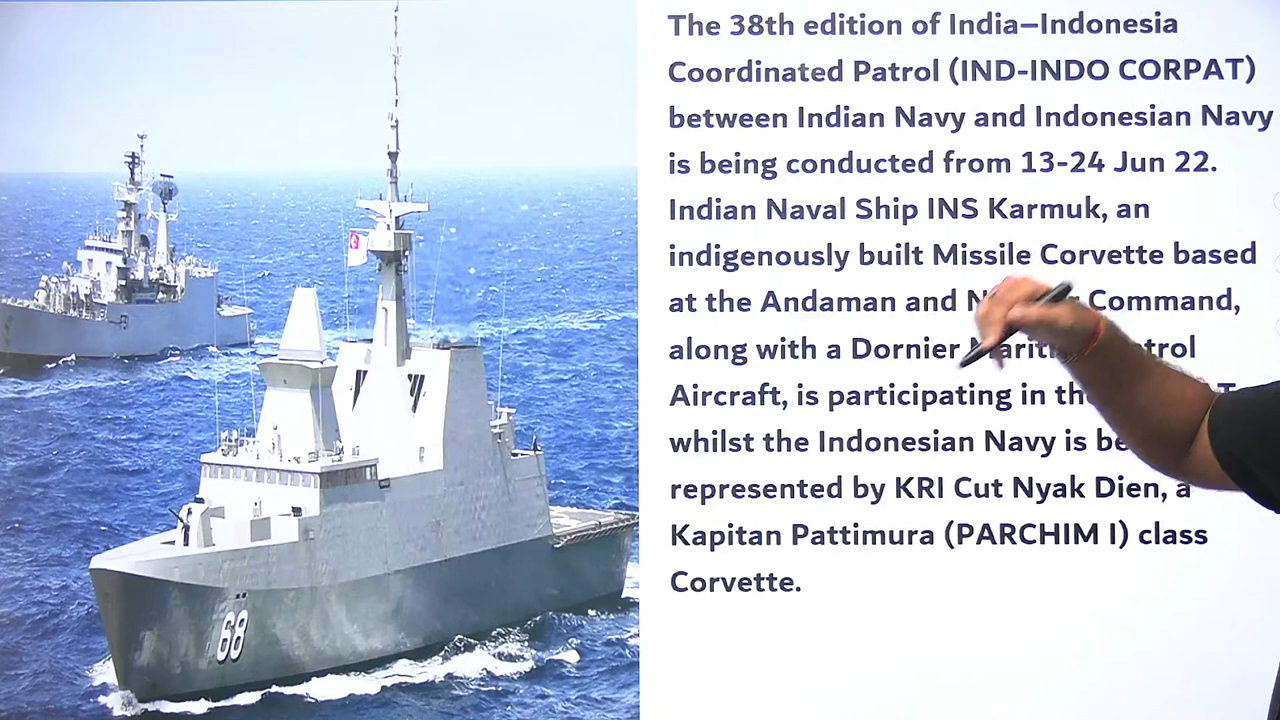 The 38th edition of India–Indonesia
Coordinated Patrol (IND-INDO CORPAT)
between Indian Navy and Indonesian Navy
is being conducted from 13-24 Jun 22.
Indian Naval Ship INS Karmuk, an
indigenously built Missile Corvette based
at the Andaman and Command,
along with a Dornier
Aircraft, is participating in
whilst the Indonesian Navy is
represented by KRI Cut Nyak Dien, a
Kapitan Pattimura (PARCHIM I) class
Corvette.
68